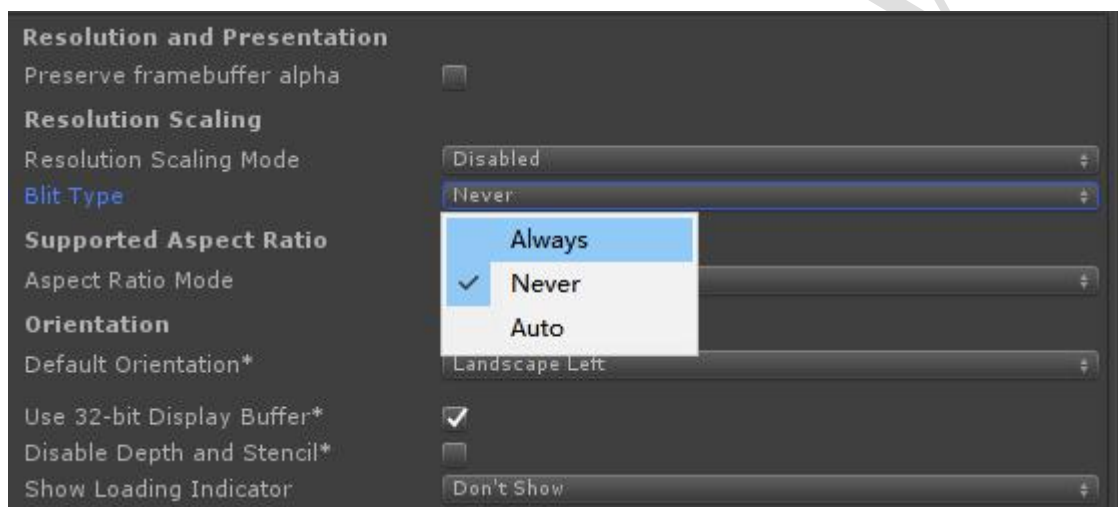 Resolution and Presentation
Preserve framebuffer alpha
Resolution Scaling
Resolution Scaling Mode Disabled
Blit Type Never
Always
Supported Aspect Ratio
Never
Aspect Ratio Mode
Auto
Orientation
Default Orientation* Landscape Left
Use 32-bit Display Buffer*
Disable Depth and Stencil*
Show Loading Indicator Don't Show